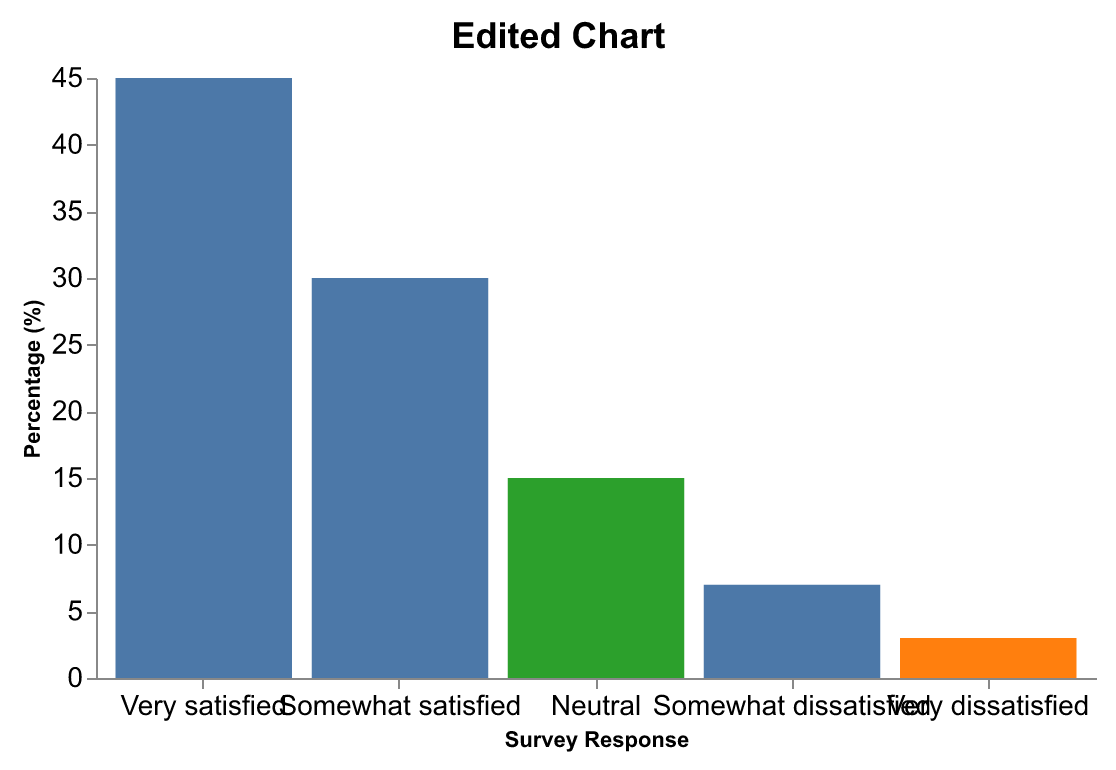 Edited Chart
45
40
35
30
25
20
15
10
5
0
Percentage (%)
Very satisfied Somewhat satisfied Neutral Somewhat dissatisfied Very dissatisfied
Survey Response